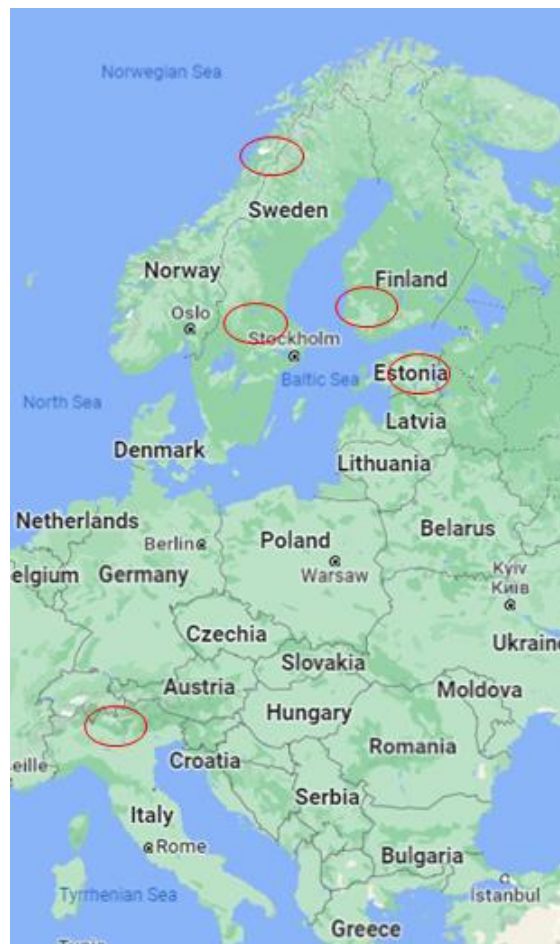 Norwegian Sea
Sweden
Norway
Finland
Oslo
Stockholm
Estonia
Baltic Sea
North Sea
Latvia
Denmark
Lithuania
Netherlands
Belarus
Berlin
Poland
elgium
Germany
Warsaw
Kyiv
Київ
Czechia
Ukraine
Slovakia
Austria
Moldova
Hungary
Croatia
Romania
eille
Serbia
Italy
Rome
Bulgaria
Tyrrhenian Sea
İstanbul
Greece